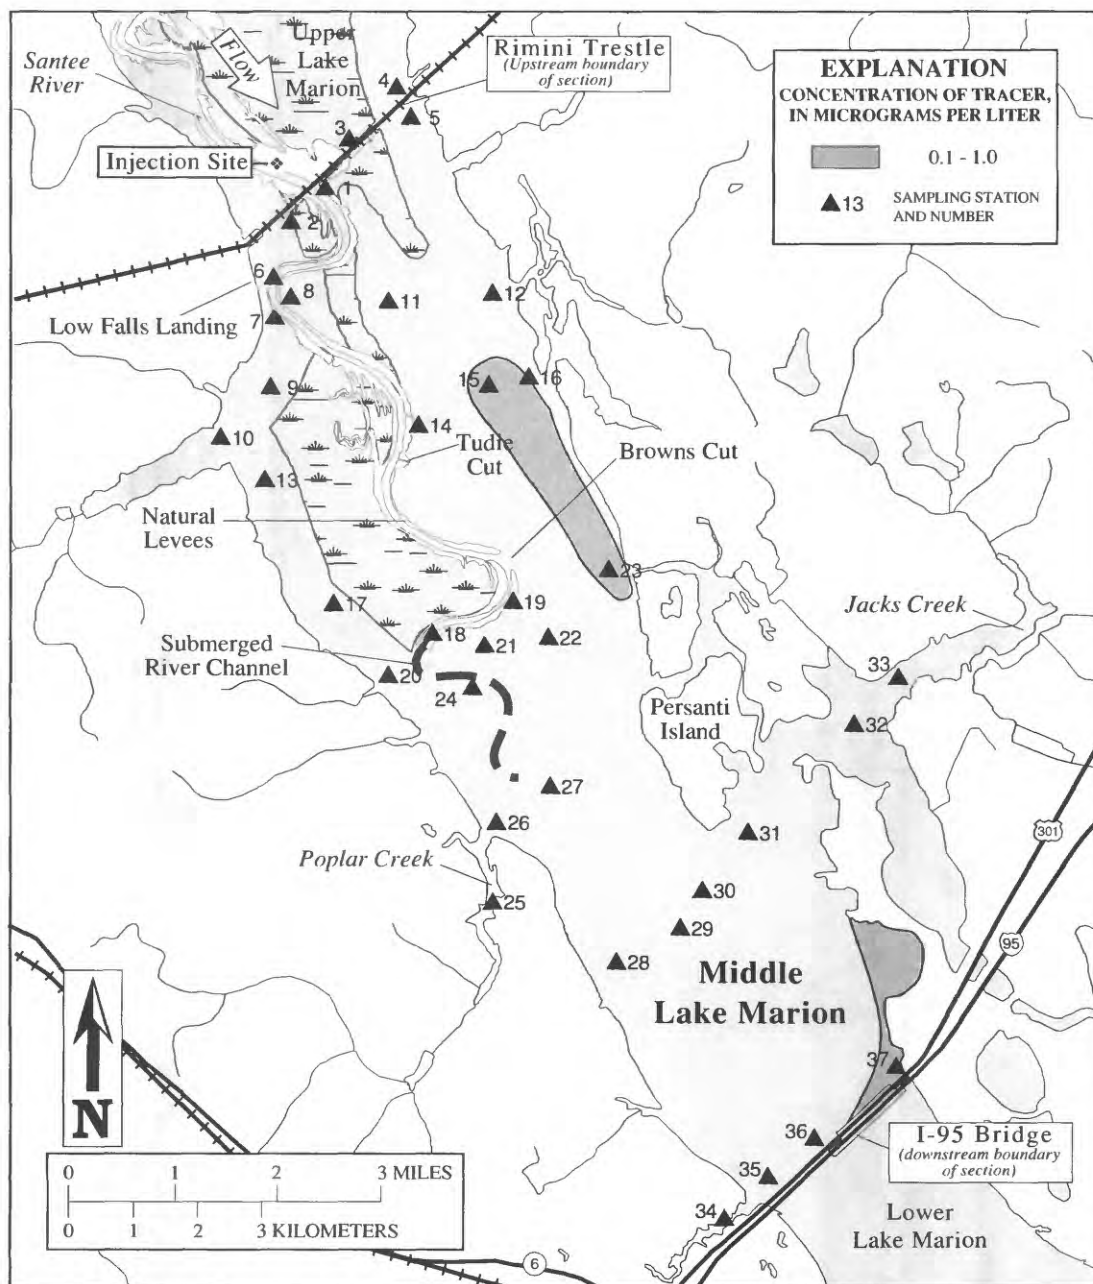 Santee
River
Flow
Upper
Lake
Marion
Rimini Trestle
(Upstream boundary
of section)
EXPLANATION
CONCENTRATION OF TRACER,
IN MICROGRAMS PER LITER
0.1 - 1.0
13
SAMPLING STATION
AND NUMBER
4
5
3
Injection Site
1
2
6
8
7
11
12
Low Falls Landing
9
15
16
10
14
Tudle
Cut
Browns Cut
13
Natural
Levees
23
17
19
Jacks Creek
Submerged
River Channel
18
21
22
20
24
33
Persanti
Island
32
27
26
31
301
Poplar Creek
25
30
29
95
28
Middle
Lake Marion
37
N
36
I-95 Bridge
(downstream boundary
of section)
0 1 2 3 MILES
0 1 2 3 KILOMETERS
35
34
Lower
Lake Marion
6